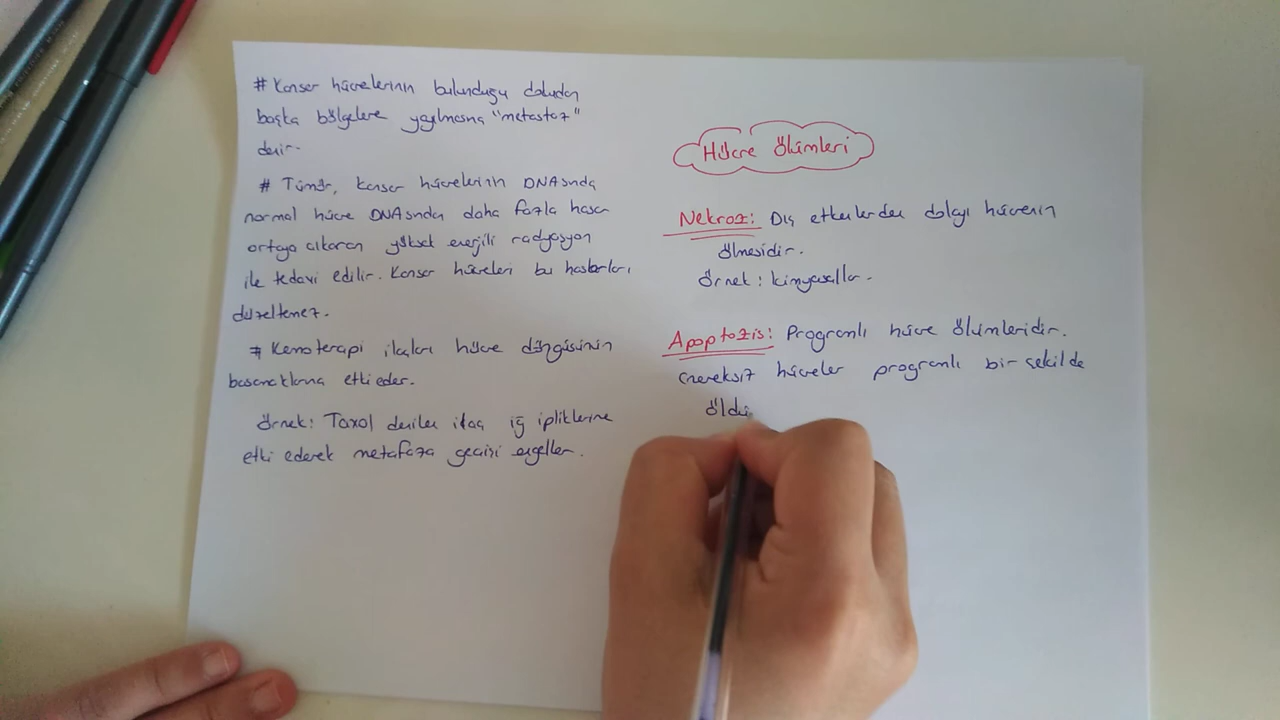 # Kanser hücrelerinin bulunduğu dokudan
başka bölgelere yayılmasına "metastaz"
denir.
# Tümör, kanser hücrelerinin DNAsında
normal hücre DNAsından daha fazla hasar
ortaya çıkaran yüksek enerjili radyasyon
ile tedavi edilir. Kanser hücreleri bu hasarları
düzeltemez.
# Kemoterapi ilaçları hücre döngüsünün
basamaklarına etki eder.
Örnek: Taxol denilen ilaç iğ ipliklerine
etki ederek metafaza geçişi engeller.
Hücre Ölümleri
Nekroz: Dış etkenlerden dolayı hücrenin
ölmesidir.
Örnek: kimyasallar.
Apoptozis: Programlı hücre ölümleridir.
Gereksiz hücreler programlı bir şekilde
öldü